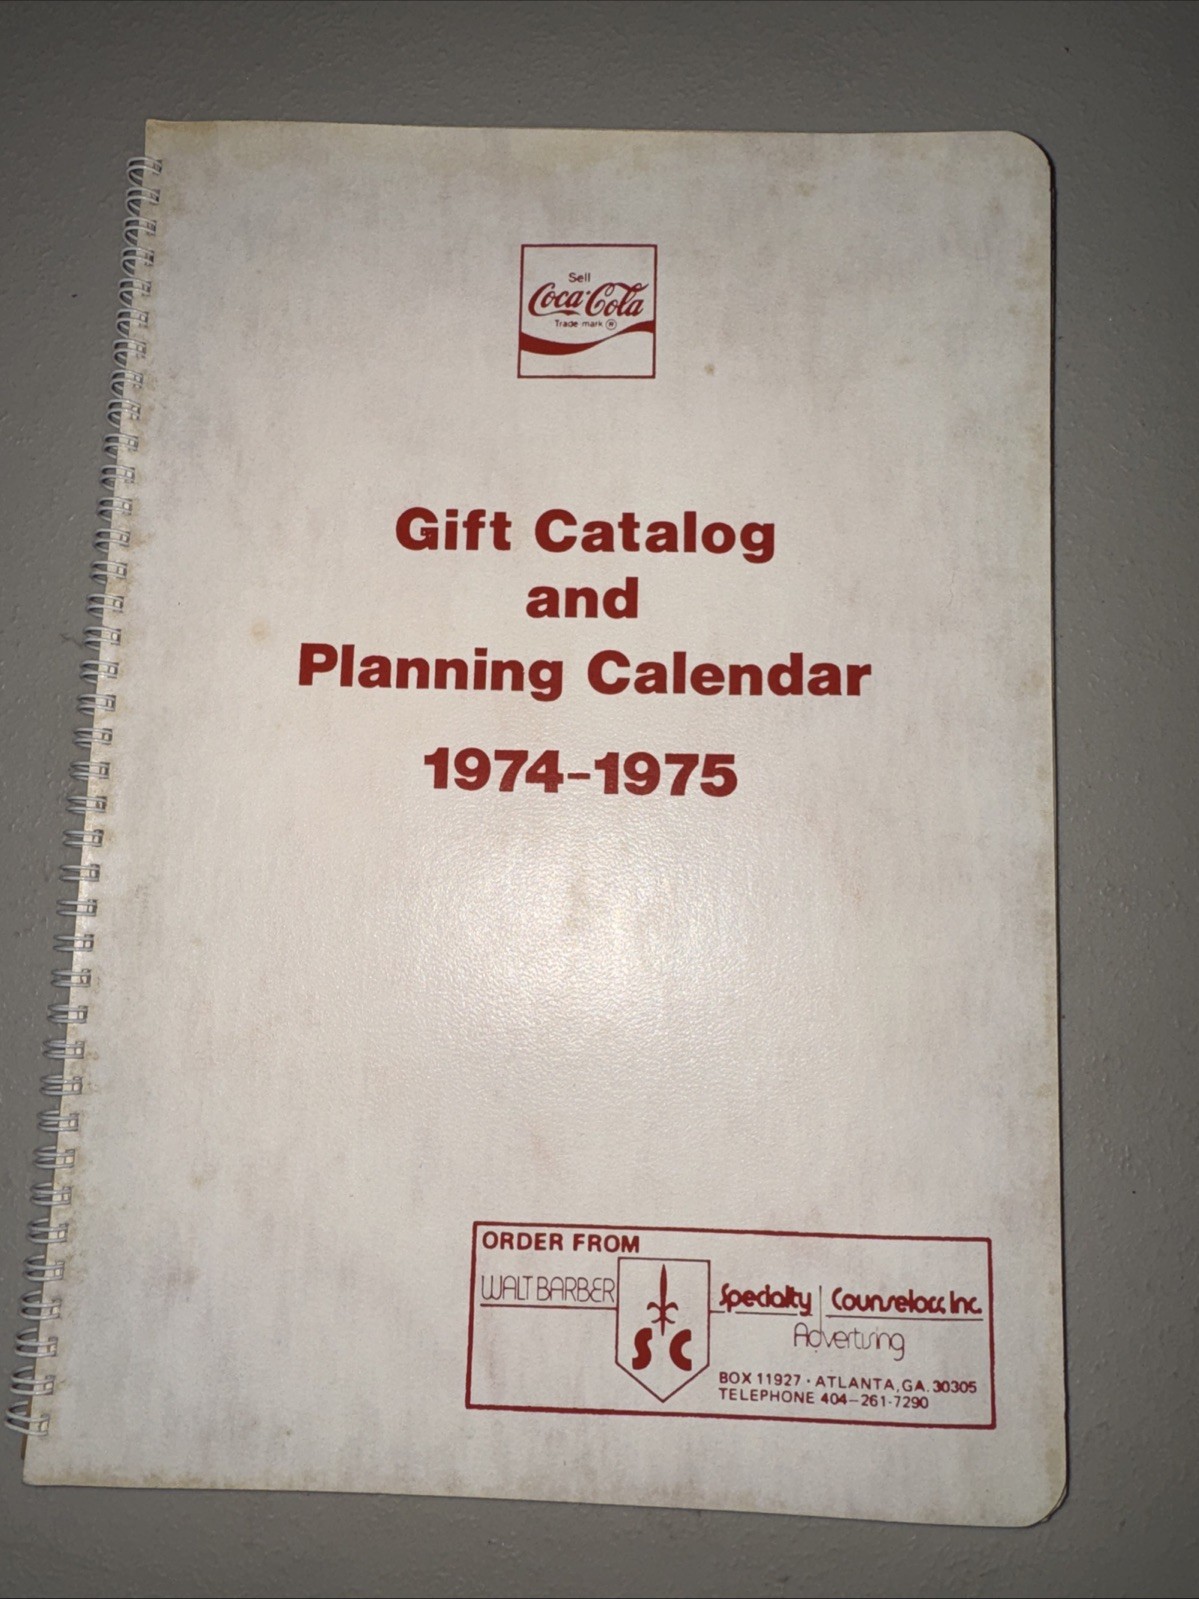 Sell
Coca-Cola
Trade-mark ®
Gift Catalog
and
Planning Calendar
1974-1975
ORDER FROM
WALT BARBER
SC
Specialty Counselors, Inc.
Advertising
BOX 11927 · ATLANTA, GA. 30305
TELEPHONE 404-261-7290